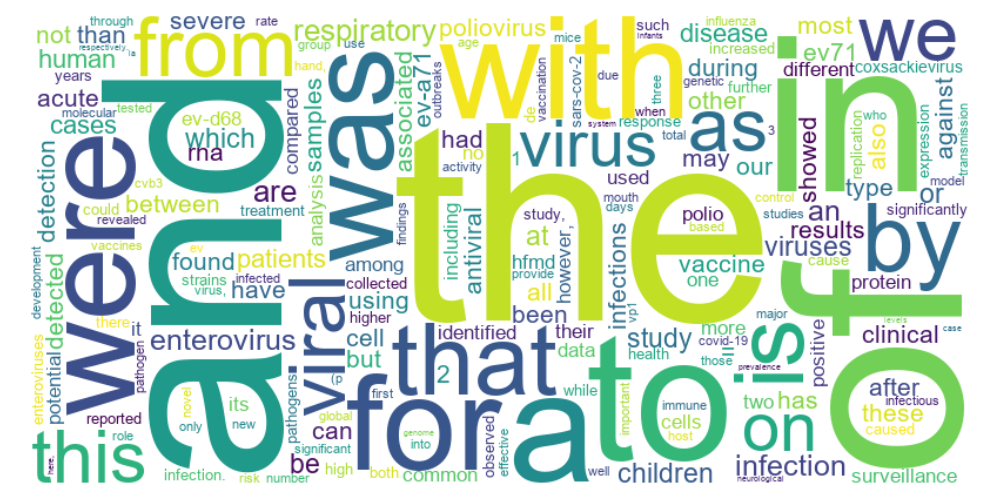 the
and
of
in
to
with
were
was
for
that
from
is
by
we
as
on
a
this
virus
viral
respiratory
severe
not
than
human
years
acute
molecular
tested
cases
respectively,
through
rate
group
hand,
use
age
poliovirus
mice
such
infants
influenza
disease
increased
most
ev71
during
different
coxsackievirus
genetic
further
other
against
who
replication
also
expression
transmission
model
or
type
showed
an
results
viruses
significantly
protein
cause
control
studies
may
our
used
had
no
activity
1
ev-a71
outbreaks
associated
samples
compared
analysis
ev-d68
which
rna
are
between
treatment
detection
cvb3
could
revealed
vaccines
ev
found
patients
strains
infected
virus,
have
development
detected
there
it
pathogen
enteroviruses
potential
enterovirus
reported
novel
only
its
new
role
here,
infection.
risk
number
be
can
high
significant
global
pathogens
(p
first
both
common
genome
into
observed
effective
cell
but
using
among
collected
higher
findings
including
antiviral
at
hfmd
all
been
however,
study,
provide
mouth
days
infections
polio
based
vaccine
one
vp1
identified
their
data
while
2
study
health
more
covid-19
those
ii
major
prevalence
positive
levels
case
clinical
after
infectious
these
caused
two
has
immune
cells
host
important
well
children
infection
neurological
surveillance
de
vaccination
sars-cov-2
due
three
when
response
system
total
3
la